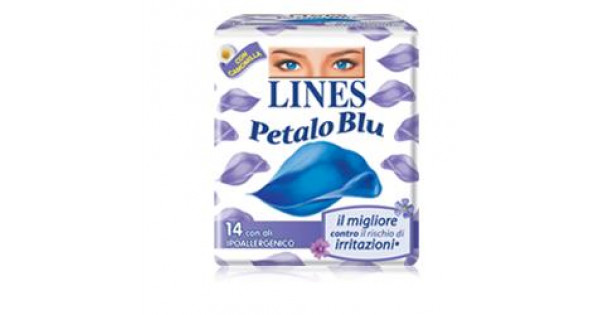 CON
CAMOMILLA
LINES
Petalo Blu
14 con ali
IPOALLERGENICO
il migliore
contro il rischio di
irritazioni*